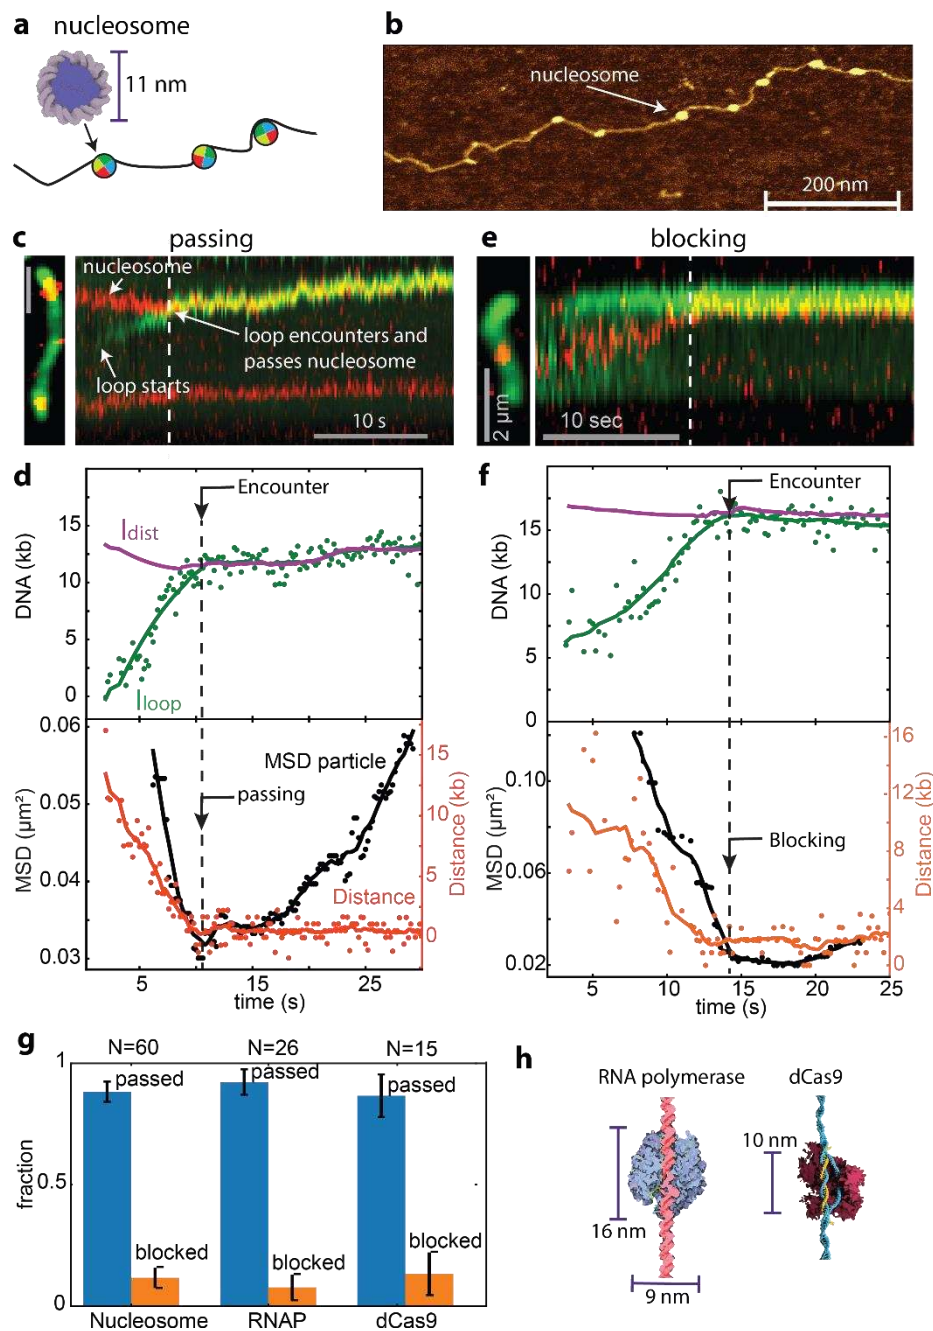 a nucleosome
11 nm
b
nucleosome
200 nm
c passing
nucleosome
loop encounters and
passes nucleosome
loop starts
10 s
e blocking
2 μm
10 sec
d
Encounter
Idist
Iloop
DNA (kb)
15
10
5
0
0.06
0.05
0.04
0.03
MSD (μm²)
MSD particle
passing
Distance
15
10
5
0
Distance (kb)
5 15 25
time (s)
f
Encounter
DNA (kb)
15
10
5
0
0.10
0.06
0.02
MSD (μm²)
Blocking
16
12
8
4
0
Distance (kb)
5 10 15 20 25
time (s)
g
N=60 N=26 N=15
1
0.5
0
fraction
passed passed passed
blocked blocked blocked
Nucleosome RNAP dCas9
h
RNA polymerase dCas9
16 nm
9 nm
10 nm